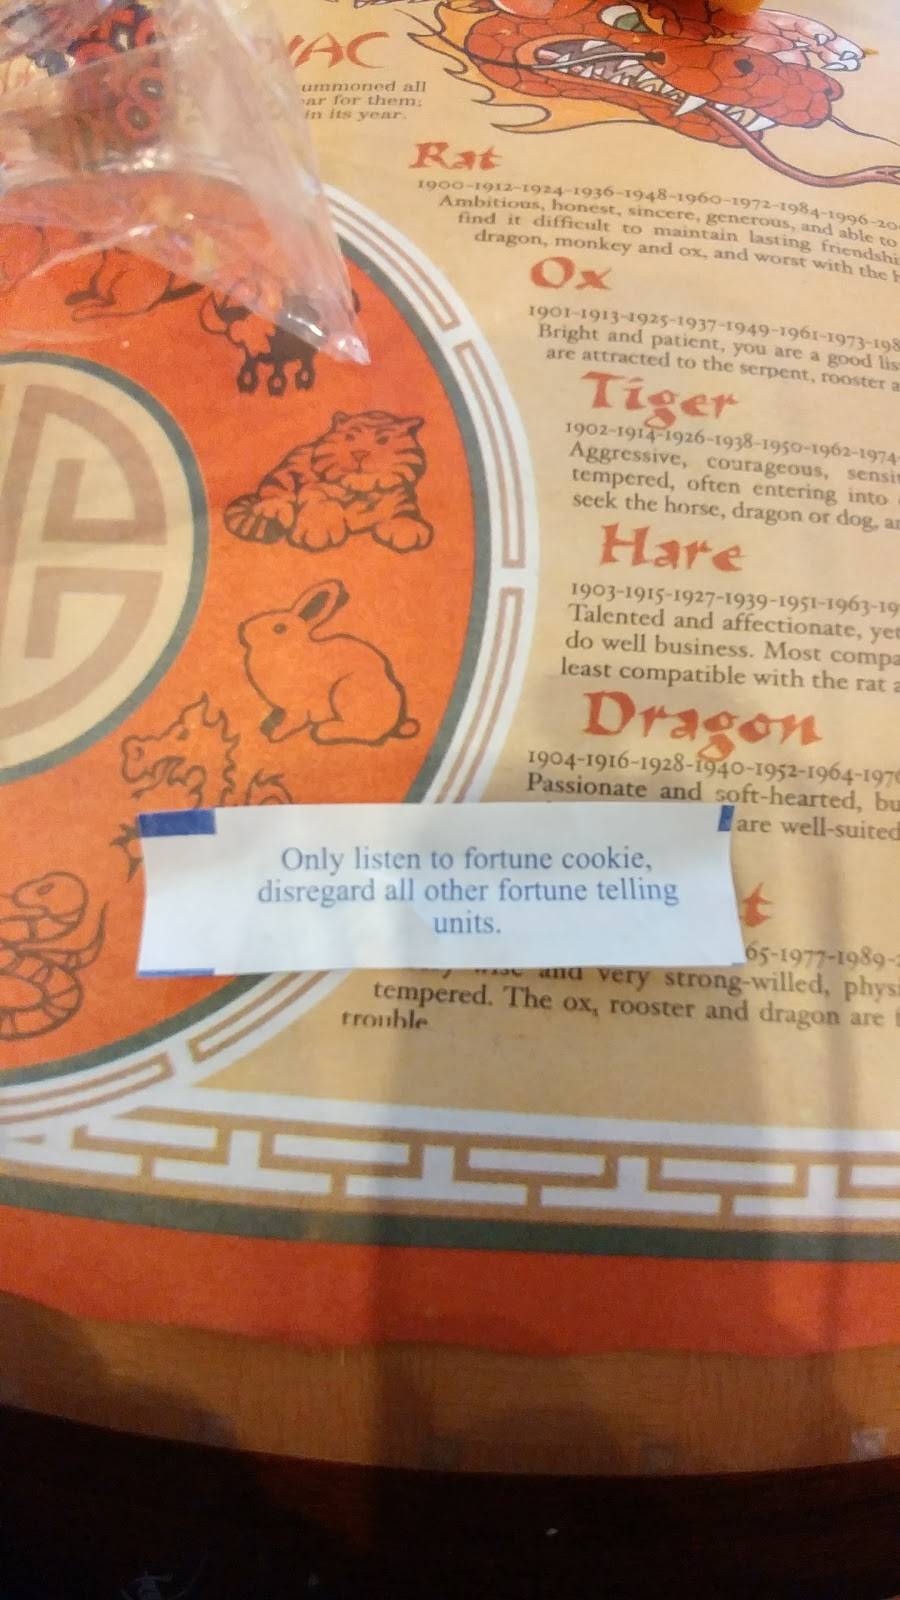 ummoned all
ar for them;
in its year.
Rat
1900-1912-1924-1936-1948-1960-1972-1984-1996-20
Ambitious, honest, sincere, generous, and able to
find it difficult to maintain lasting friendshi
dragon, monkey and ox, and worst with the h
Ox
1901-1913-1925-1937-1949-1961-1973-198
Bright and patient, you are a good lis
are attracted to the serpent, rooster a
Tiger
1902-1914-1926-1938-1950-1962-1974-
Aggressive, courageous, sensi
tempered, often entering into
seek the horse, dragon or dog, a
Hare
1903-1915-1927-1939-1951-1963-19
Talented and affectionate, yet
do well business. Most compa
least compatible with the rat a
Dragon
1904-1916-1928-1940-1952-1964-1976
Passionate and soft-hearted, bu
are well-suited
Only listen to fortune cookie,
disregard all other fortune telling
units.
t
65-1977-1989-
wise and very strong-willed, physi
tempered. The ox, rooster and dragon are
trouble